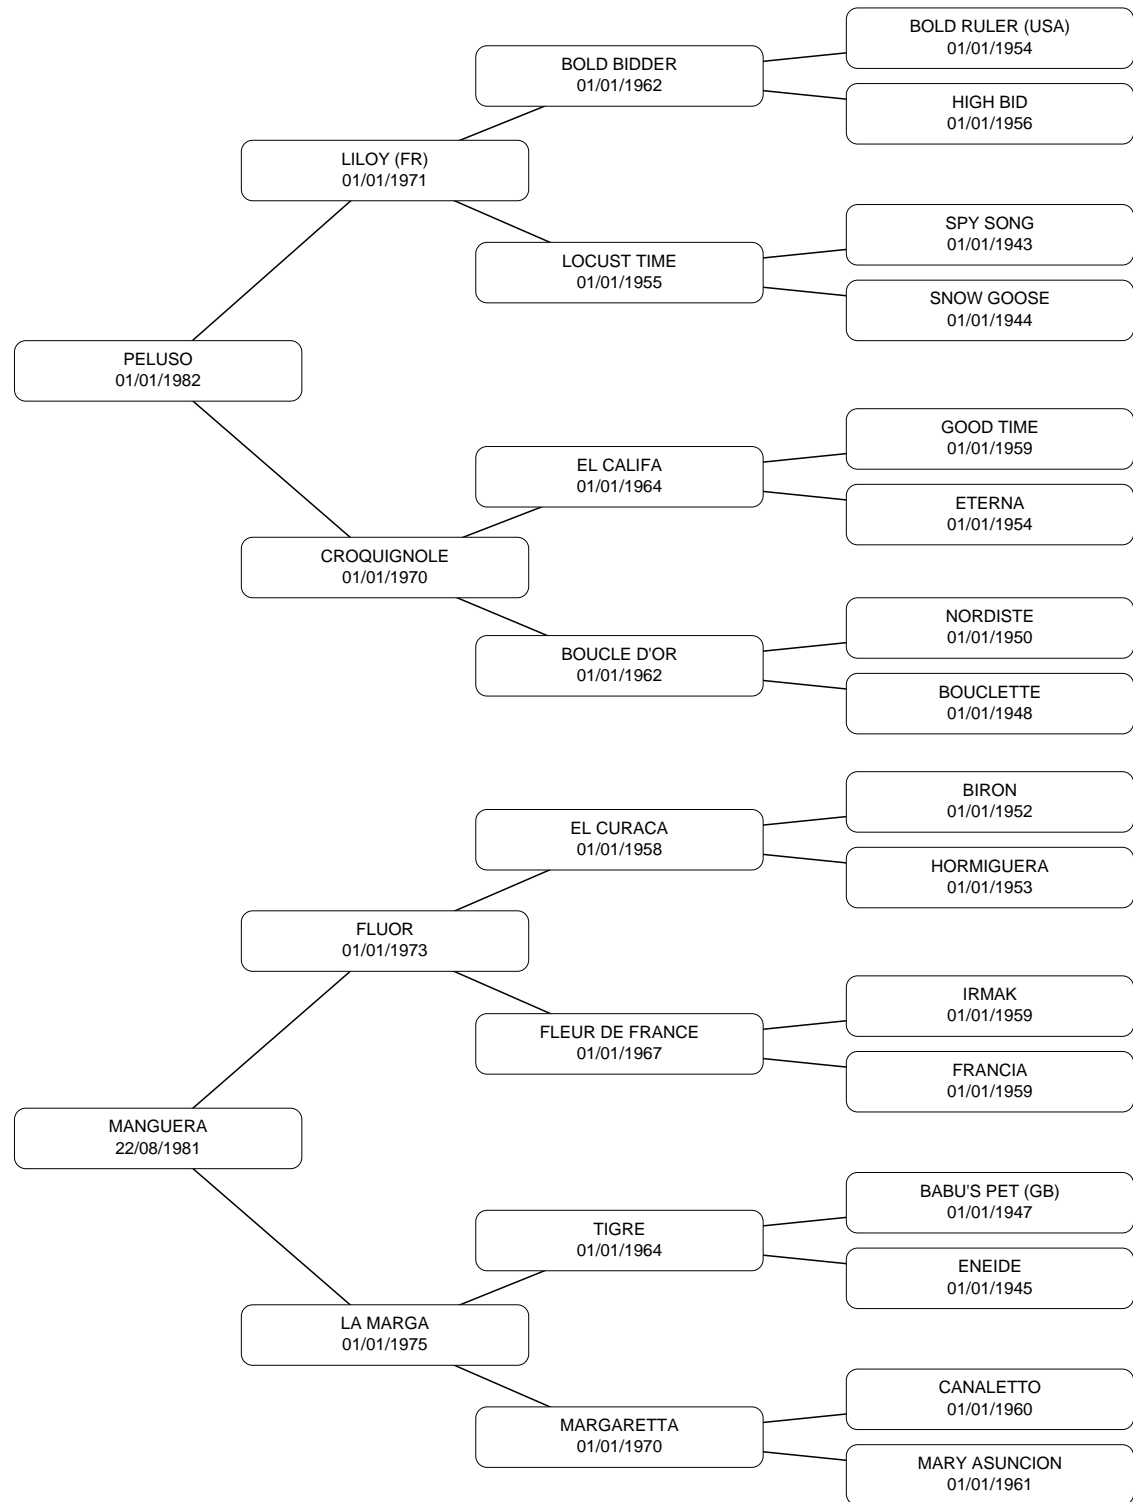 BOLD RULER (USA)
01/01/1954
BOLD BIDDER
01/01/1962
HIGH BID
01/01/1956
LILOY (FR)
01/01/1971
SPY SONG
01/01/1943
LOCUST TIME
01/01/1955
SNOW GOOSE
01/01/1944
PELUSO
01/01/1982
GOOD TIME
01/01/1959
EL CALIFA
01/01/1964
ETERNA
01/01/1954
CROQUIGNOLE
01/01/1970
NORDISTE
01/01/1950
BOUCLE D'OR
01/01/1962
BOUCLETTE
01/01/1948
BIRON
01/01/1952
EL CURACA
01/01/1958
HORMIGUERA
01/01/1953
FLUOR
01/01/1973
IRMAK
01/01/1959
FLEUR DE FRANCE
01/01/1967
FRANCIA
01/01/1959
MANGUERA
22/08/1981
BABU'S PET (GB)
01/01/1947
TIGRE
01/01/1964
ENEIDE
01/01/1945
LA MARGA
01/01/1975
CANALETTO
01/01/1960
MARGARETTA
01/01/1970
MARY ASUNCION
01/01/1961